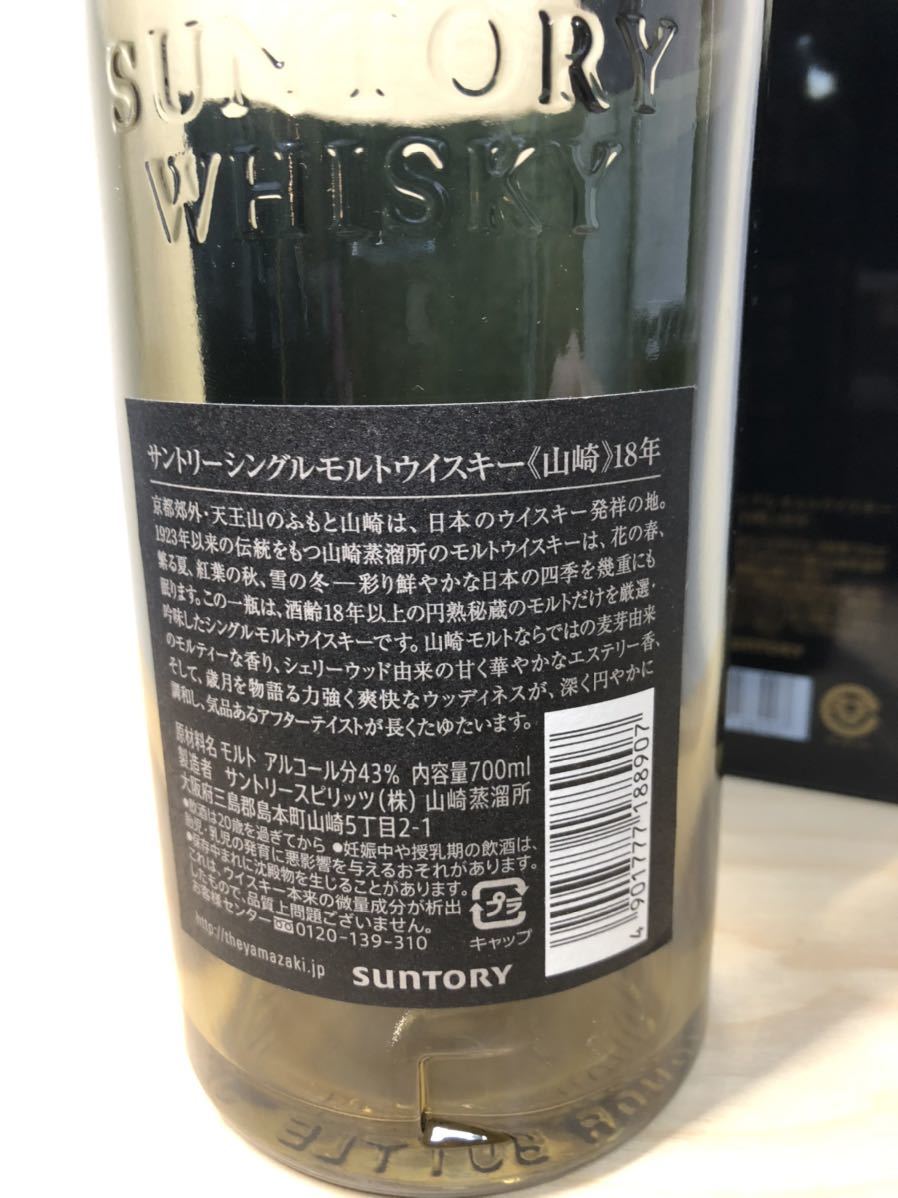 SUNTORY
WHISKY
サントリーシングルモルトウイスキー《山崎》18年
京都郊外・天王山のふもと山崎は、日本のウイスキー発祥の地。
1923年以来の伝統をもつ山崎蒸溜所のモルトウイスキーは、花の春、
繁る夏、紅葉の秋、雪の冬―彩り鮮やかな日本の四季を幾重にも
眠ります。この一瓶は、酒齢18年以上の円熟秘蔵のモルトだけを厳選・
吟味したシングルモルトウイスキーです。山崎モルトならではの麦芽由来
のモルティーな香り、シェリーウッド由来の甘く華やかなエステリー香、
そして、歳月を物語る力強く爽快なウッディネスが、深く円やかに
調和し、気品あるアフターテイストが長くたゆたいます。
原材料名 モルト アルコール分43% 内容量700ml
製造者 サントリースピリッツ(株) 山崎蒸溜所
大阪府三島郡島本町山崎5丁目2-1
●飲酒は20歳を過ぎてから ●妊娠中や授乳期の飲酒は、
胎児・乳児の発育に悪影響を与えるおそれがあります。
●保存中まれに沈殿物を生じることがあります。
これは、ウイスキー本来の微量成分が析出
したもので、品質上問題ございません。
お客様センター 0120-139-310
http://theyamazaki.jp
プラ
キャップ
SUNTORY
4 901777 188907
SUNTORY